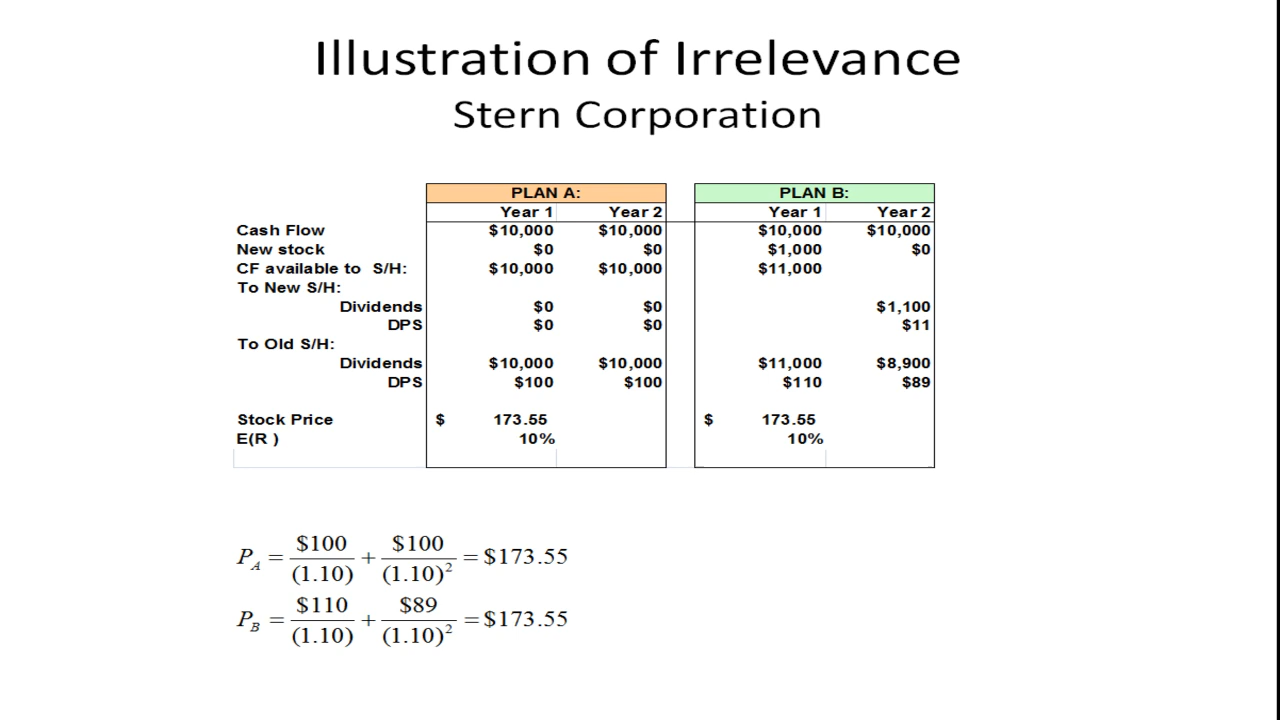 Illustration of Irrelevance
Stern Corporation
PLAN A: PLAN B:
Year 1 Year 2 Year 1 Year 2
Cash Flow $10,000 $10,000 $10,000 $10,000
New stock $0 $0 $1,000 $0
CF available to S/H: $10,000 $10,000 $11,000
To New S/H:
Dividends $0 $0 $1,100
DPS $0 $0 $11
To Old S/H:
Dividends $10,000 $10,000 $11,000 $8,900
DPS $100 $100 $110 $89
Stock Price $ 173.55 $ 173.55
E(R ) 10% 10%
P_A = $100/(1.10) + $100/(1.10)^2 = $173.55
P_B = $110/(1.10) + $89/(1.10)^2 = $173.55